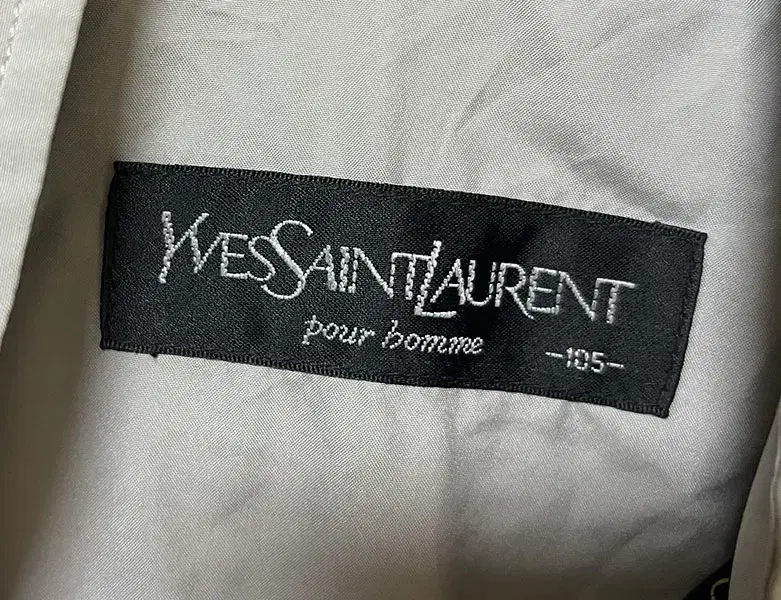 YVESSAINTLAURENT
pour homme
-105-